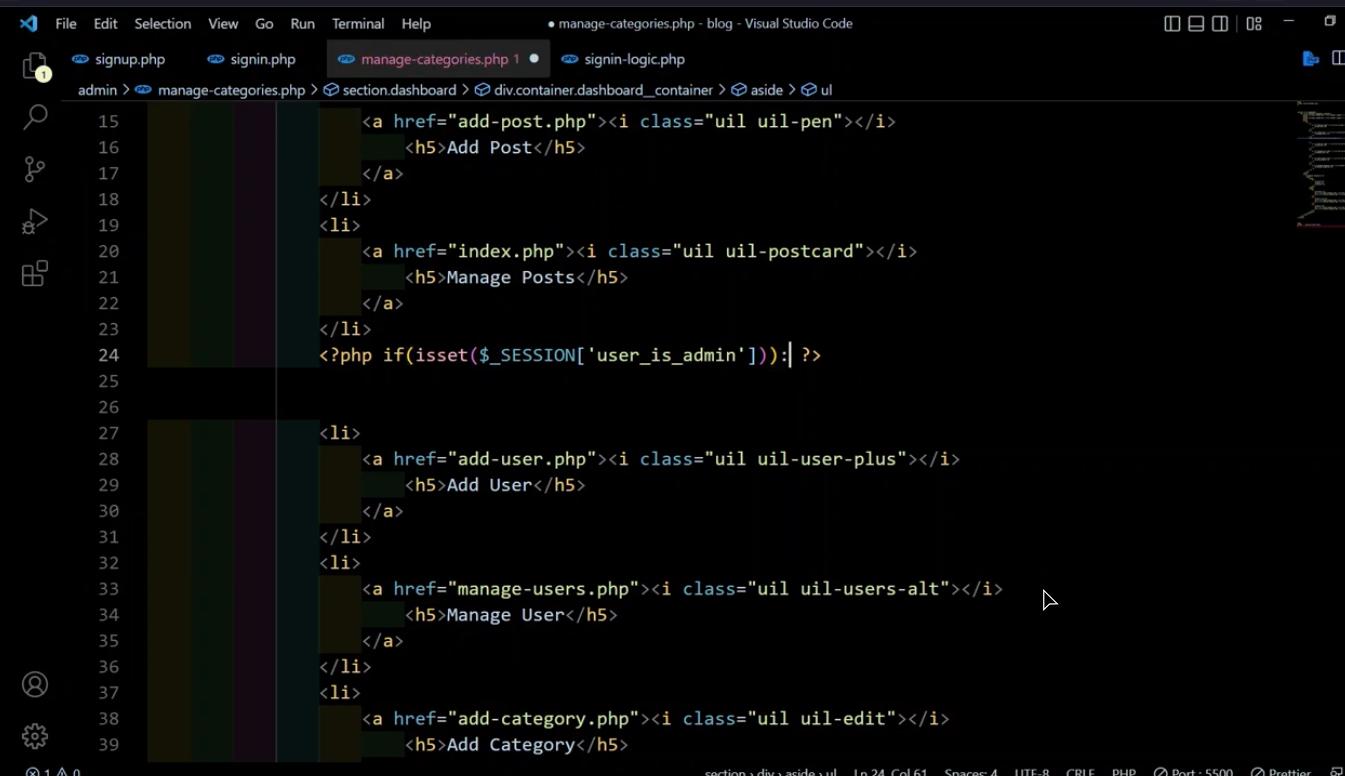 File Edit Selection View Go Run Terminal Help ● manage-categories.php - blog - Visual Studio Code
1
signup.php signin.php manage-categories.php 1 ● signin-logic.php
admin > manage-categories.php > section.dashboard > div.container.dashboard__container > aside > ul
15 <a href="add-post.php"><i class="uil uil-pen"></i>
16 <h5>Add Post</h5>
17 </a>
18 </li>
19 <li>
20 <a href="index.php"><i class="uil uil-postcard"></i>
21 <h5>Manage Posts</h5>
22 </a>
23 </li>
24 <?php if(isset($_SESSION['user_is_admin'])): ?>
25
26
27 <li>
28 <a href="add-user.php"><i class="uil uil-user-plus"></i>
29 <h5>Add User</h5>
30 </a>
31 </li>
32 <li>
33 <a href="manage-users.php"><i class="uil uil-users-alt"></i>
34 <h5>Manage User</h5>
35 </a>
36 </li>
37 <li>
38 <a href="add-category.php"><i class="uil uil-edit"></i>
39 <h5>Add Category</h5>
1 0 section › div › aside › ul Ln 24, Col 61 Spaces: 4 UTF-8 CRLF PHP Port : 5500 Prettier